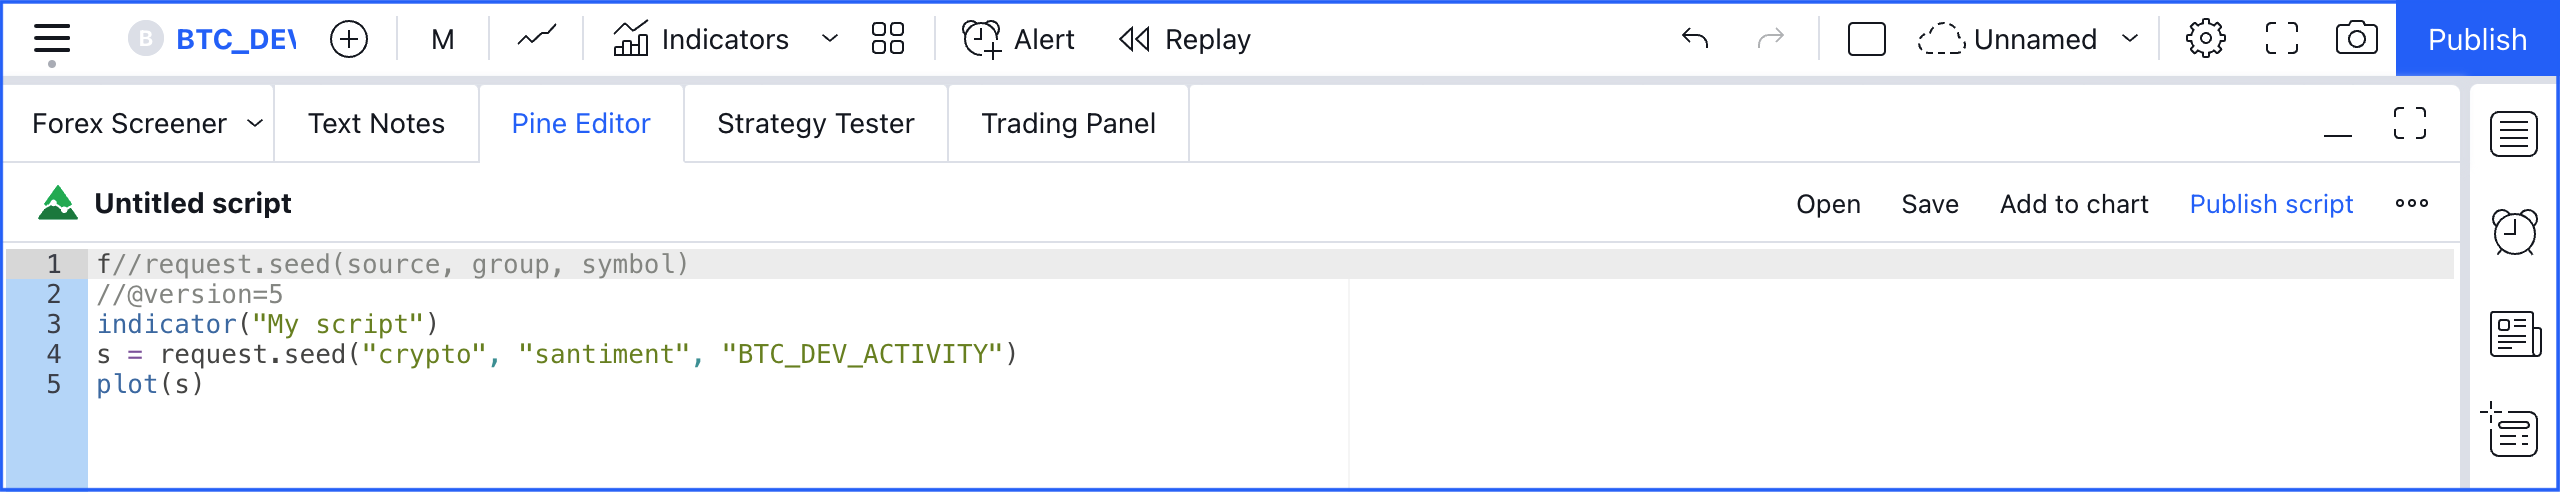 B BTC_DEV M Indicators Alert Replay Unnamed Publish
Forex Screener Text Notes Pine Editor Strategy Tester Trading Panel
Untitled script Open Save Add to chart Publish script
1 f//request.seed(source, group, symbol)
2 //@version=5
3 indicator("My script")
4 s = request.seed("crypto", "santiment", "BTC_DEV_ACTIVITY")
5 plot(s)